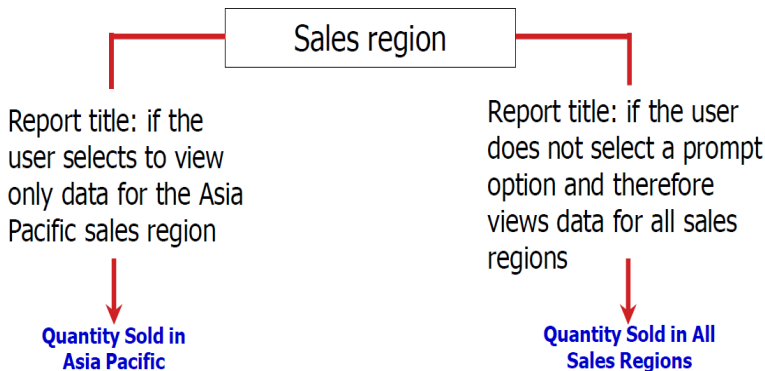 Sales region
Report title: if the
user selects to view
only data for the Asia
Pacific sales region
Quantity Sold in
Asia Pacific
Report title: if the user
does not select a prompt
option and therefore
views data for all sales
regions
Quantity Sold in All
Sales Regions